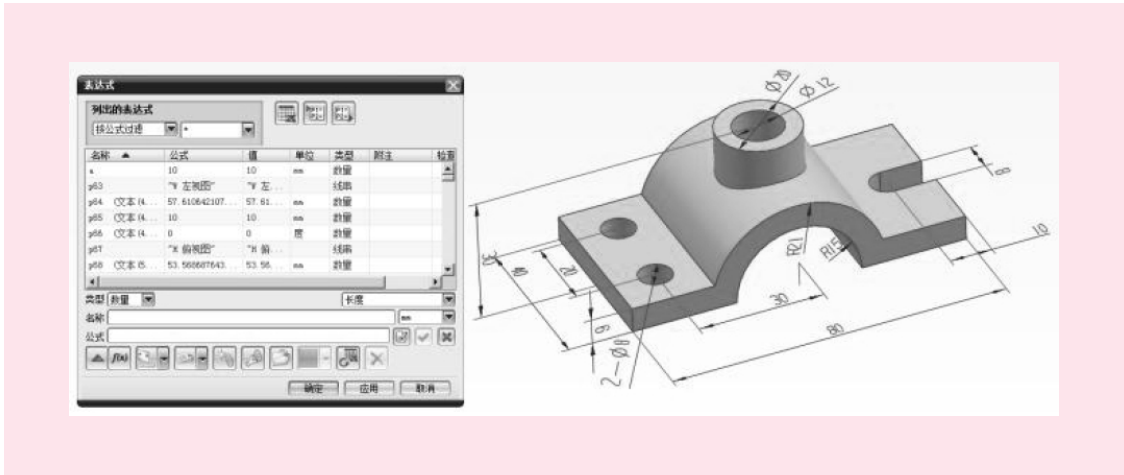 表达式
列出的表达式
按公式过滤 *
名称 公式 值 单位 类型 附注 检查
a 10 10 mm 数量
p63 "W 左视图" "W 左... 线串
p64 (文本 (4... 57.610642107... 57.61... mm 数量
p65 (文本 (4... 10 10 mm 数量
p66 (文本 (4... 0 0 度 数量
p67 "H 俯视图" "H 俯... 线串
p68 (文本 (5... 53.568687643... 53.56... mm 数量
类型 数量 长度
名称 mm
公式
f(x)
确定 应用 取消
Φ20
Φ12
8
10
R21
R15
40
20
30
80
2-Φ8